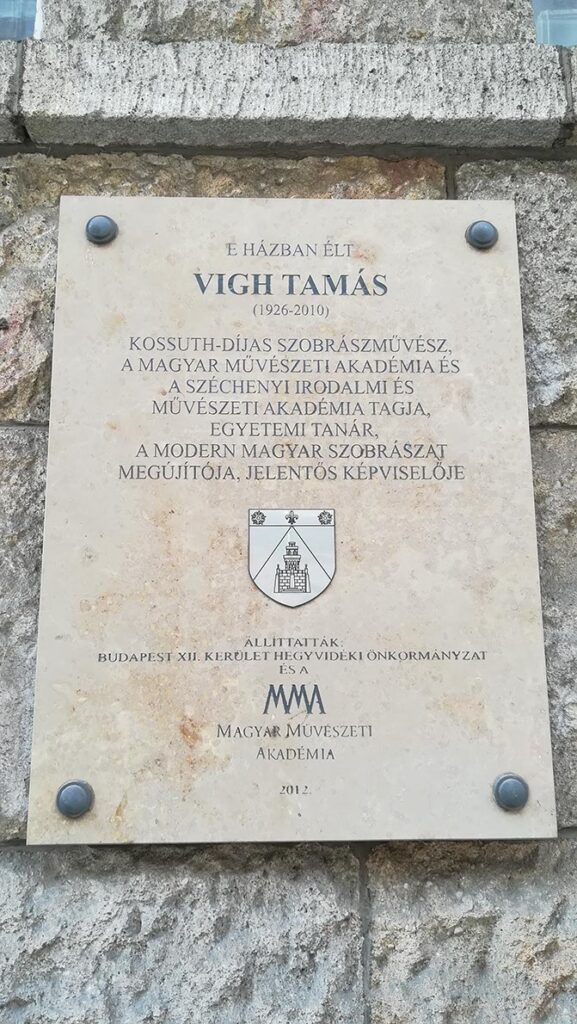 E HÁZBAN ÉLT
VIGH TAMÁS
(1926-2010)
KOSSUTH-DÍJAS SZOBRÁSZMŰVÉSZ,
A MAGYAR MŰVÉSZETI AKADÉMIA ÉS
A SZÉCHENYI IRODALMI ÉS
MŰVÉSZETI AKADÉMIA TAGJA,
EGYETEMI TANÁR,
A MODERN MAGYAR SZOBRÁSZAT
MEGÚJÍTÓJA, JELENTŐS KÉPVISELŐJE
ÁLLÍTTATTÁK:
BUDAPEST XII. KERÜLET HEGYVIDÉKI ÖNKORMÁNYZAT
ÉS A
MMA
MAGYAR MŰVÉSZETI
AKADÉMIA
2012.